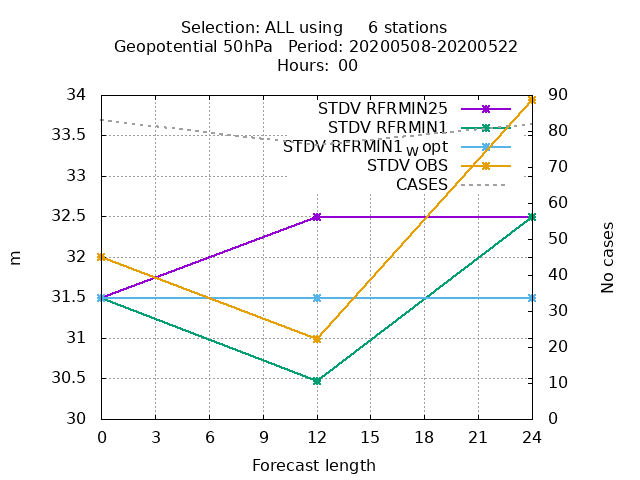 Selection: ALL using 6 stations
Geopotential 50hPa Period: 20200508-20200522
Hours: 00
34
33.5
33
32.5
32
31.5
31
30.5
30
m
STDV RFRMIN25
STDV RFRMIN1
STDV RFRMIN1w opt
STDV OBS
CASES
90
80
70
60
50
40
30
20
10
0
No cases
0 3 6 9 12 15 18 21 24
Forecast length